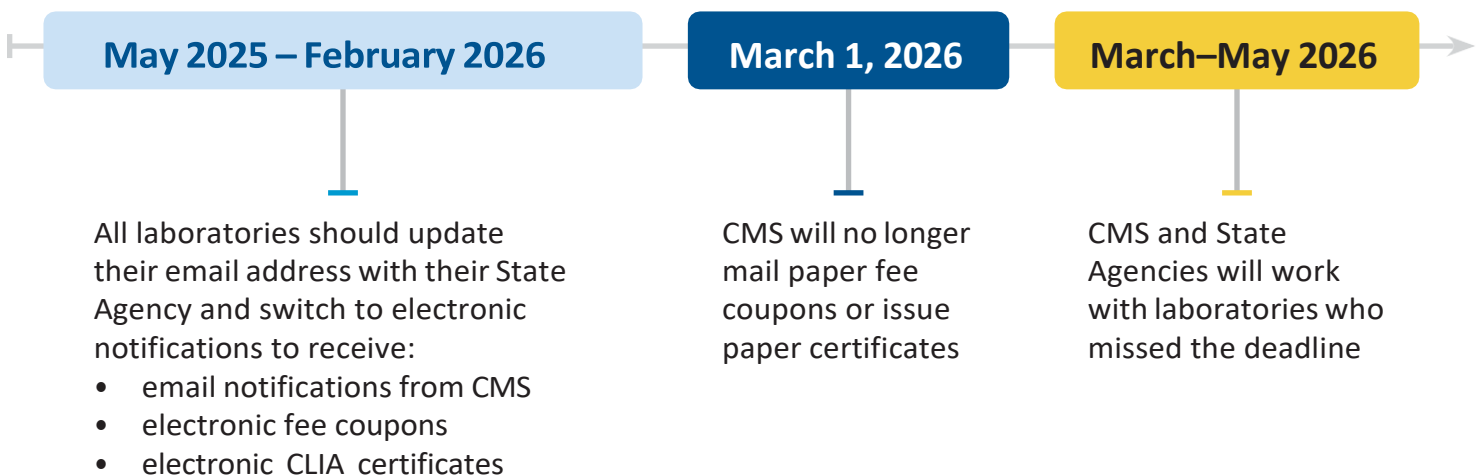 May 2025 – February 2026
All laboratories should update
their email address with their State
Agency and switch to electronic
notifications to receive:
• email notifications from CMS
• electronic fee coupons
• electronic CLIA certificates
March 1, 2026
CMS will no longer
mail paper fee
coupons or issue
paper certificates
March–May 2026
CMS and State
Agencies will work
with laboratories who
missed the deadline